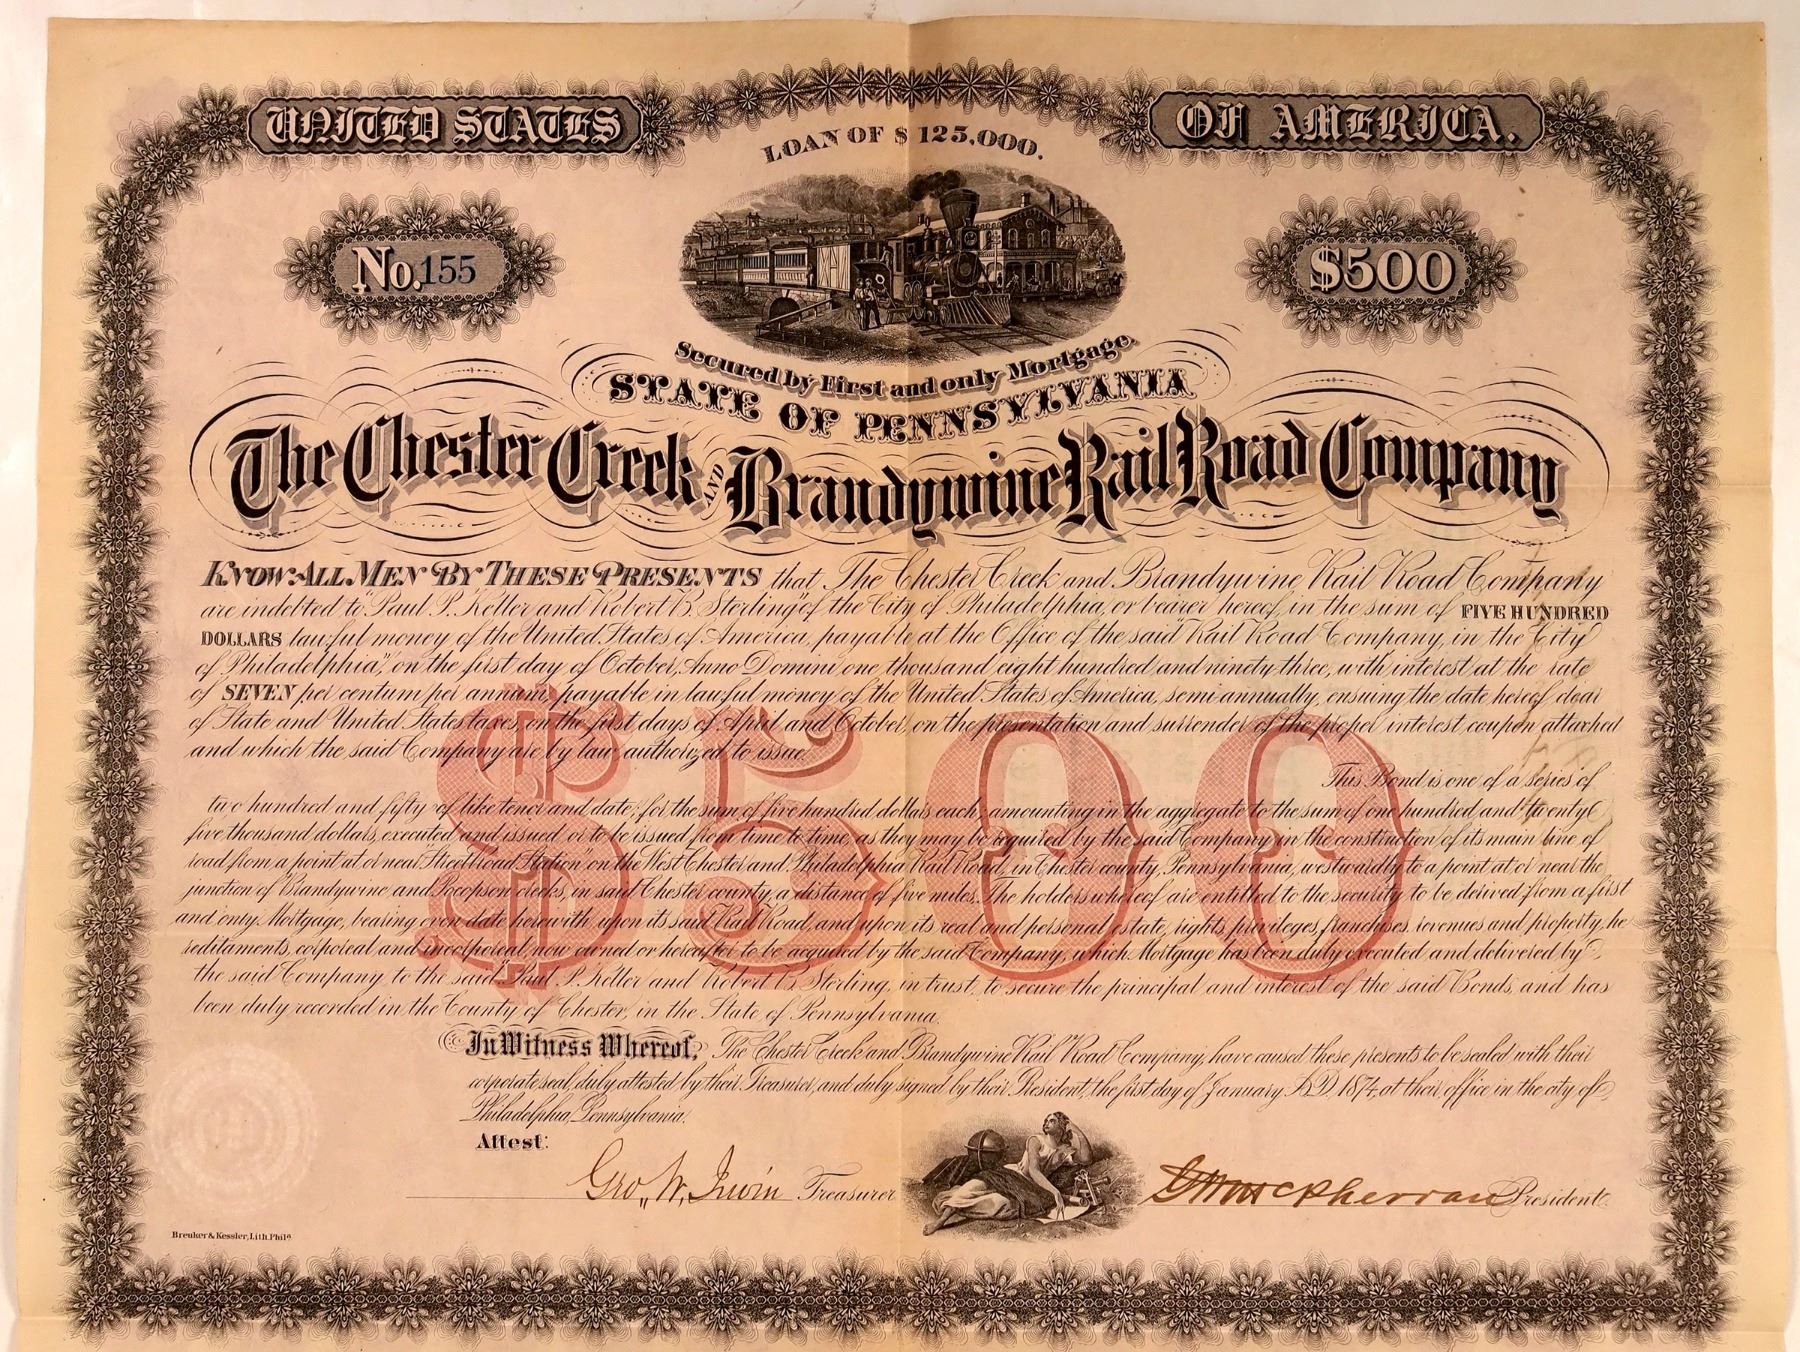 UNITED STATES
OF AMERICA.
LOAN OF $ 125,000.
No. 155
$500
Secured by First and only Mortgage.
STATE OF PENNSYLVANIA
The Chester Creek AND Brandywine Rail Road Company
KNOW ALL MEN BY THESE PRESENTS that "The Chester Creek and Brandywine Rail Road Company
are indebted to "Paul P. Keller and Robert B. Sterling" of the City of Philadelphia, or bearer hereof, in the sum of FIVE HUNDRED
DOLLARS lawful money of the United States of America, payable at the Office of the said "Rail Road Company, in the City
of Philadelphia," on the first day of October, Anno Domini one thousand eight hundred and ninety three, with interest at the rate
of SEVEN per centum per annum, payable in lawful money of the United States of America, semi annually, ensuing the date hereof clear
of State and United States taxes, on the first days of April and October, on the presentation and surrender of the proper interest coupon attached
and which the said Company are by law authorized to issue.
This Bond is one of a series of
two hundred and fifty of like tenor and date, for the sum of five hundred dollars each, amounting in the aggregate to the sum of one hundred and twenty
five thousand dollars, executed and issued or to be issued from time to time, as they may be required by the said Company in the construction of its main line of
road from a point at or near "Street road Station on the West Chester and Philadelphia Rail Road, in Chester county, Pennsylvania, westwardly to a point at or near the
junction of Brandywine and Pocopson creeks, in said Chester county, a distance of five miles. The holders whereof are entitled to the security to be derived from a first
and only Mortgage, bearing even date herewith upon its said Rail Road, and upon its real and personal estate, rights, privileges, franchises, revenues and property, he
reditaments, corporeal and incorporeal, now owned or hereafter to be acquired by the said Company, which Mortgage has been duly executed and delivered by
the said Company to the said Paul P. Keller and Robert B. Sterling, in trust, to secure the principal and interest of the said Bonds, and has
been duly recorded in the County of Chester, in the State of Pennsylvania.
$500
In Witness Whereof, The Chester Creek and Brandywine Rail Road Company, have caused these presents to be sealed with their
corporate seal, duly attested by their Treasurer, and duly signed by their President, the first day of January A.D. 1874, at their office in the city of
Philadelphia, Pennsylvania.
Attest:
Geo. W. Irwin Treasurer
McPherran President
Breuker & Kessler, Lith. Phila